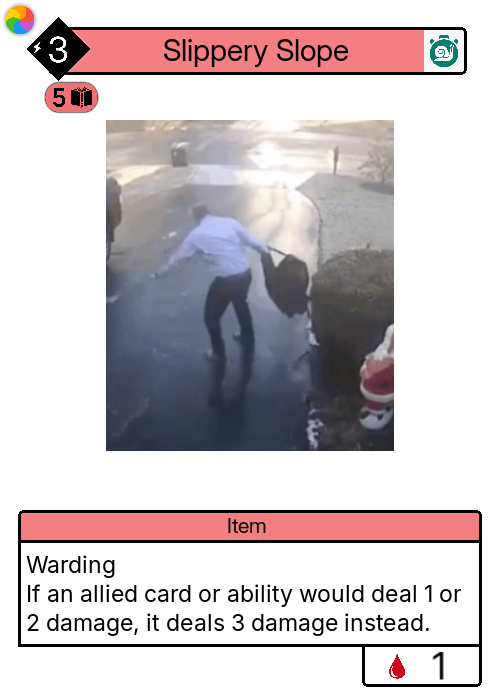 3
Slippery Slope
5
Item
Warding
If an allied card or ability would deal 1 or
2 damage, it deals 3 damage instead.
1